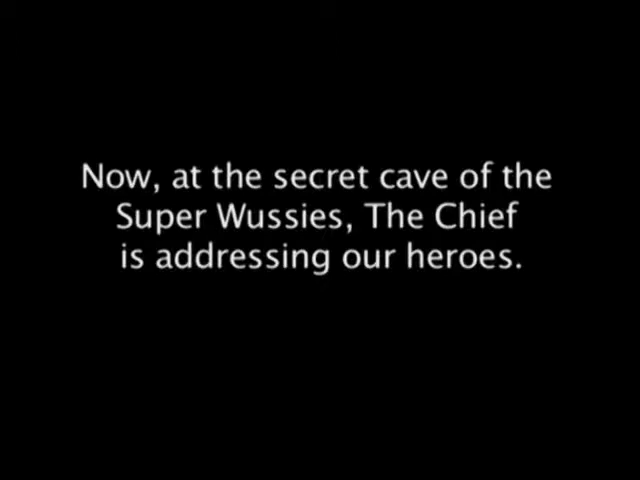 Now, at the secret cave of the
Super Wussies, The Chief
is addressing our heroes.